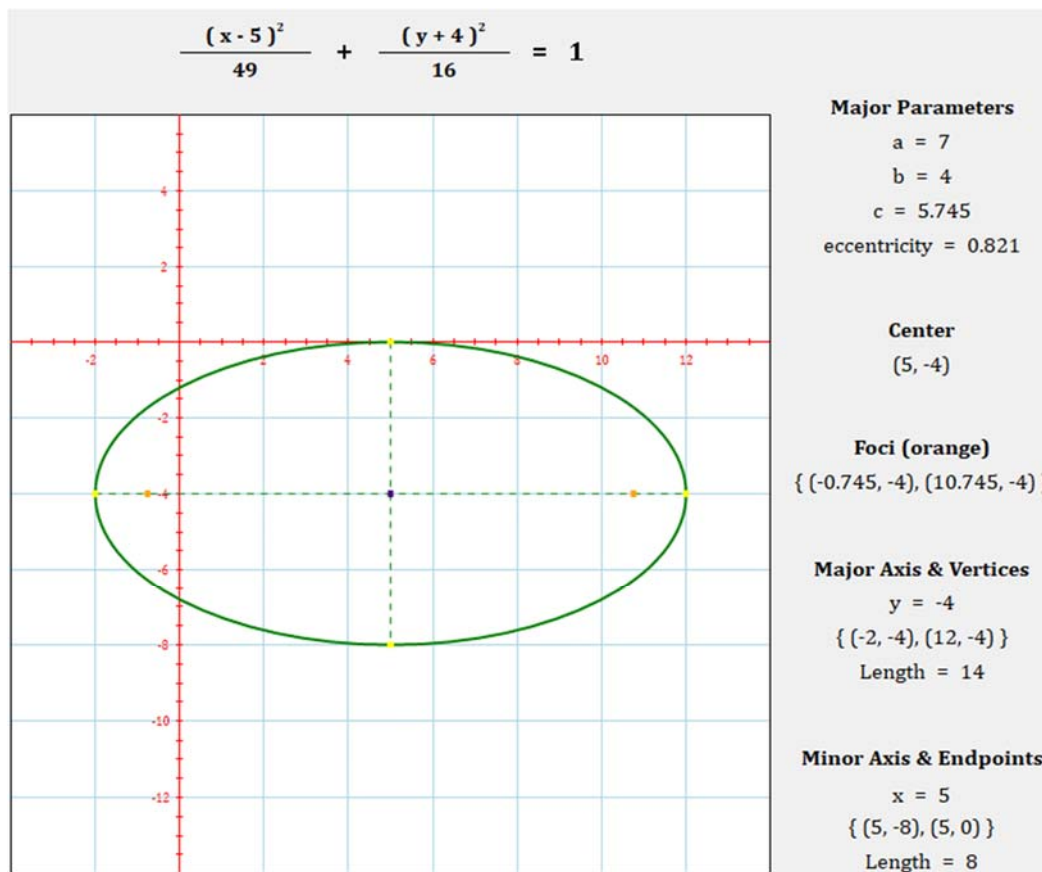 ( x - 5 )² / 49 + ( y + 4 )² / 16 = 1
Major Parameters
a = 7
b = 4
c = 5.745
eccentricity = 0.821
Center
(5, -4)
Foci (orange)
{ (-0.745, -4), (10.745, -4) }
Major Axis & Vertices
y = -4
{ (-2, -4), (12, -4) }
Length = 14
Minor Axis & Endpoints
x = 5
{ (5, -8), (5, 0) }
Length = 8
4
2
-2 2 4 6 8 10 12
-2
-4
-6
-8
-10
-12